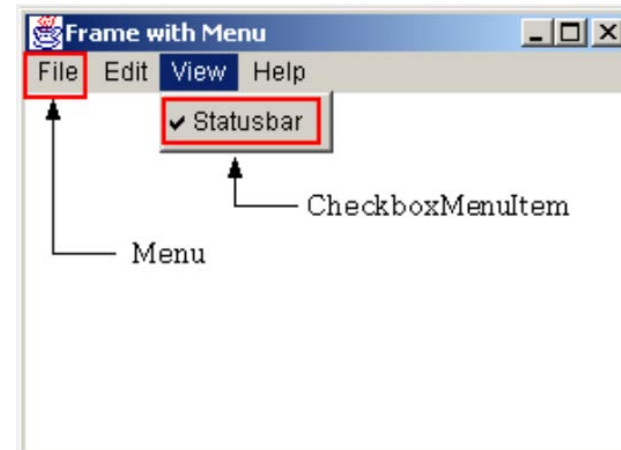 Frame with Menu
File Edit View Help
Statusbar
CheckboxMenuItem
Menu